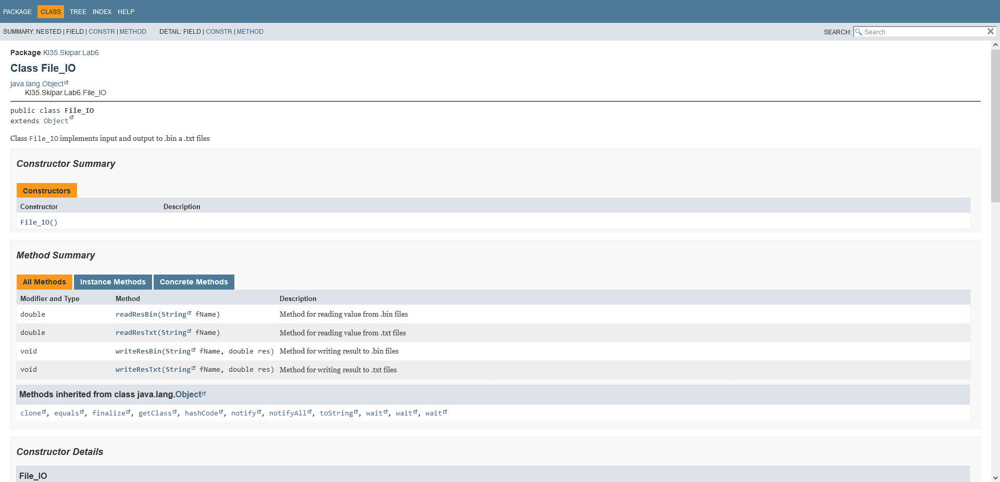 PACKAGE CLASS TREE INDEX HELP
SUMMARY: NESTED | FIELD | CONSTR | METHOD DETAIL: FIELD | CONSTR | METHOD SEARCH: Search
Package KI35.Skipar.Lab6
Class File_IO
java.lang.Object
KI35.Skipar.Lab6.File_IO
public class File_IO
extends Object
Class File_IO implements input and output to .bin a .txt files
Constructor Summary
Constructors
Constructor Description
File_IO()
Method Summary
All Methods Instance Methods Concrete Methods
Modifier and Type Method Description
double readResBin(String fName) Method for reading value from .bin files
double readResTxt(String fName) Method for reading value from .txt files
void writeResBin(String fName, double res) Method for writing result to .bin files
void writeResTxt(String fName, double res) Method for writing result to .txt files
Methods inherited from class java.lang.Object
clone, equals, finalize, getClass, hashCode, notify, notifyAll, toString, wait, wait, wait
Constructor Details
File_IO